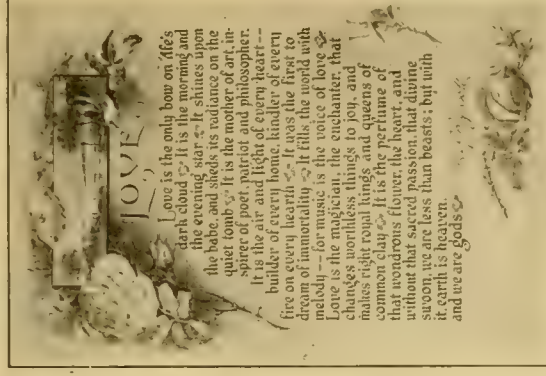 LOVE
Love is the only bow on life's
dark cloud It is the morning and
the evening star It shines upon
the babe, and sheds its radiance on the
quiet tomb It is the mother of art, in-
spirer of poet, patriot and philosopher.
It is the air and light of every heart --
builder of every home, kindler of every
fire on every hearth It was the first to
dream of immortality It fills the world with
melody -- for music is the voice of love
Love is the magician, the enchanter, that
changes worthless things to joy, and
makes right royal kings and queens of
common clay It is the perfume of
that wondrous flower, the heart, and
without that sacred passion, that divine
swoon, we are less than beasts : but with
it, earth is heaven,
and we are gods